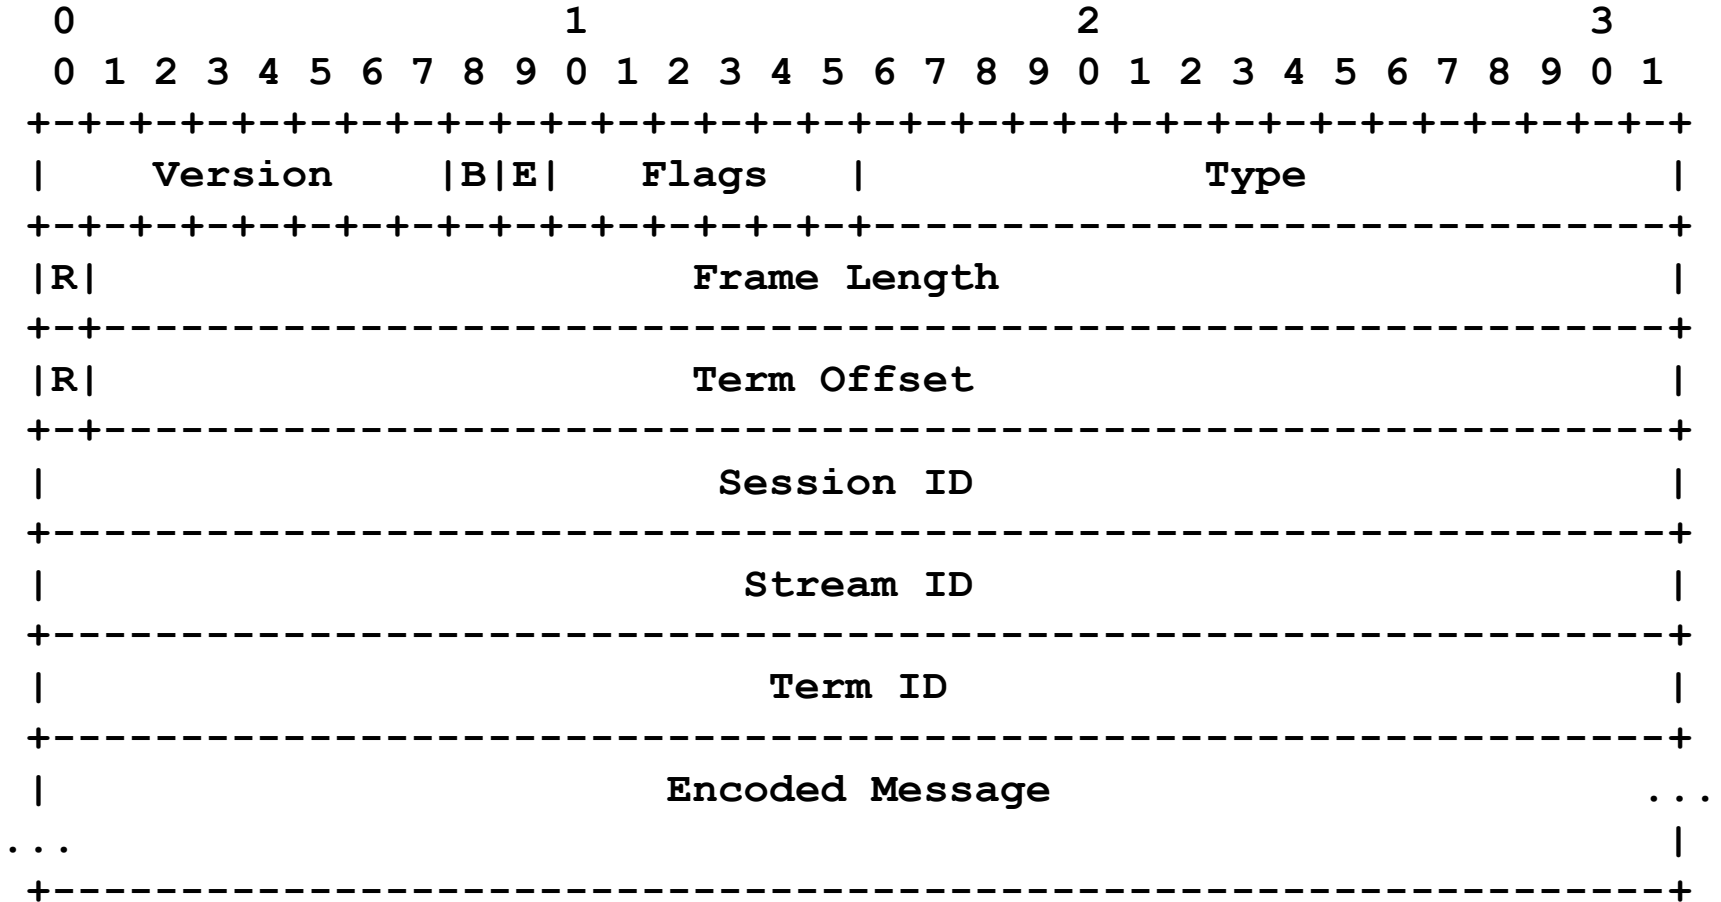 0                   1                   2                   3
  0 1 2 3 4 5 6 7 8 9 0 1 2 3 4 5 6 7 8 9 0 1 2 3 4 5 6 7 8 9 0 1
 +-+-+-+-+-+-+-+-+-+-+-+-+-+-+-+-+-+-+-+-+-+-+-+-+-+-+-+-+-+-+-+-+
 |    Version    |B|E|   Flags   |             Type              |
 +-+-+-+-+-+-+-+-+-+-+-+-+-+-+-+-+-------------------------------+
 |R|                       Frame Length                          |
 +-+-------------------------------------------------------------+
 |R|                       Term Offset                           |
 +-+-------------------------------------------------------------+
 |                          Session ID                           |
 +---------------------------------------------------------------+
 |                           Stream ID                           |
 +---------------------------------------------------------------+
 |                            Term ID                            |
 +---------------------------------------------------------------+
 |                        Encoded Message                       ...
...                                                              |
 +---------------------------------------------------------------+